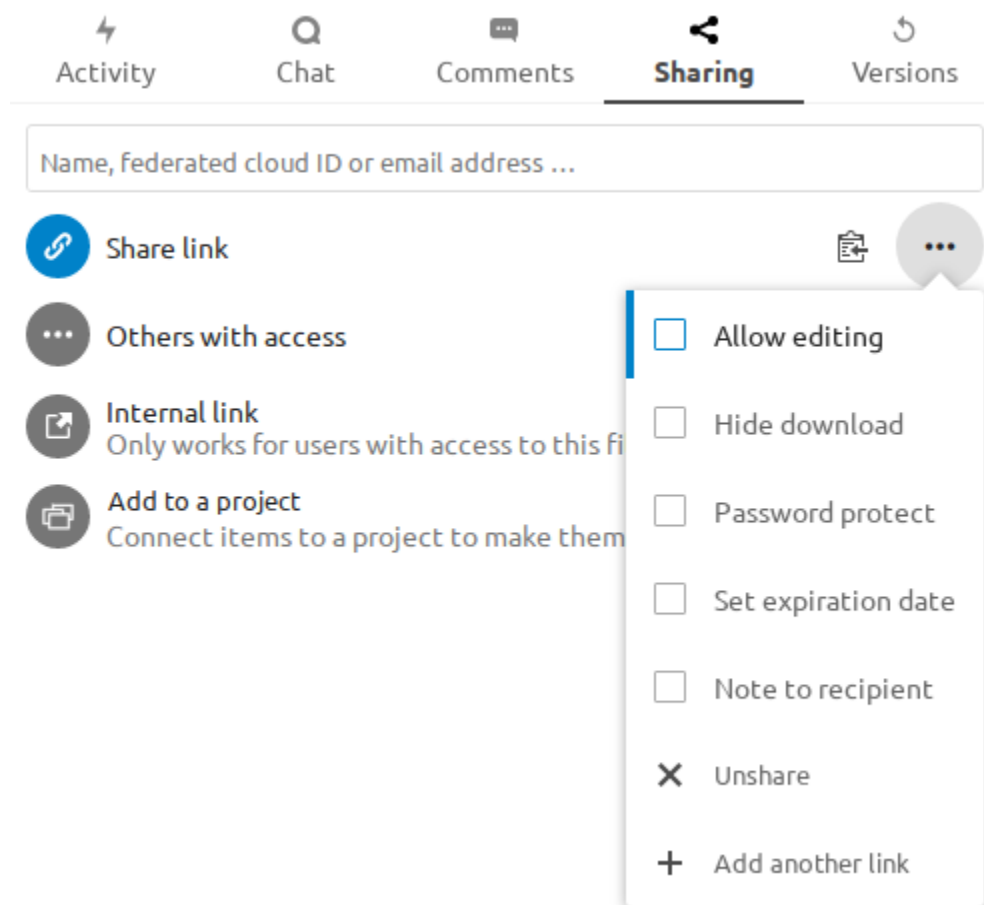 Activity
Chat
Comments
Sharing
Versions
Name, federated cloud ID or email address ...
Share link
Others with access
Internal link
Only works for users with access to this fi
Add to a project
Connect items to a project to make them
Allow editing
Hide download
Password protect
Set expiration date
Note to recipient
Unshare
Add another link